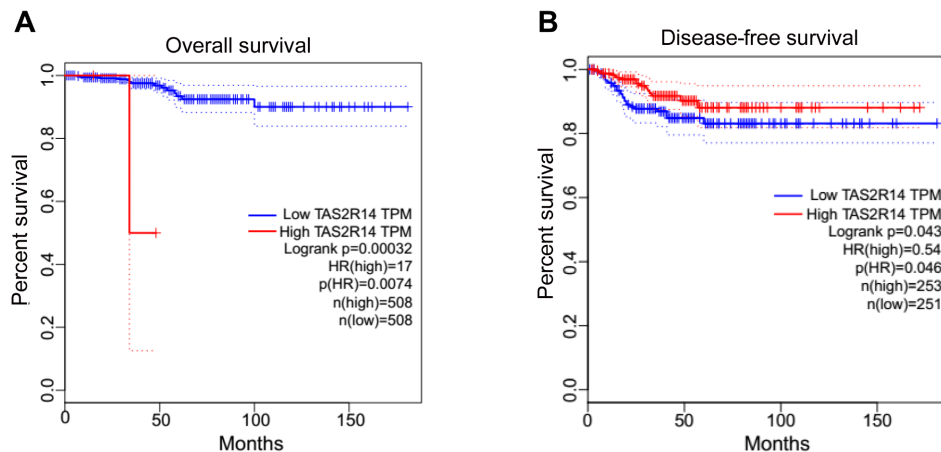 A
Overall survival
Percent survival
1.0
0.8
0.6
0.4
0.2
0.0
Low TAS2R14 TPM
High TAS2R14 TPM
Logrank p=0.00032
HR(high)=17
p(HR)=0.0074
n(high)=508
n(low)=508
0 50 100 150
Months
B
Disease-free survival
Percent survival
1.0
0.8
0.6
0.4
0.2
0.0
Low TAS2R14 TPM
High TAS2R14 TPM
Logrank p=0.043
HR(high)=0.54
p(HR)=0.046
n(high)=253
n(low)=251
0 50 100 150
Months